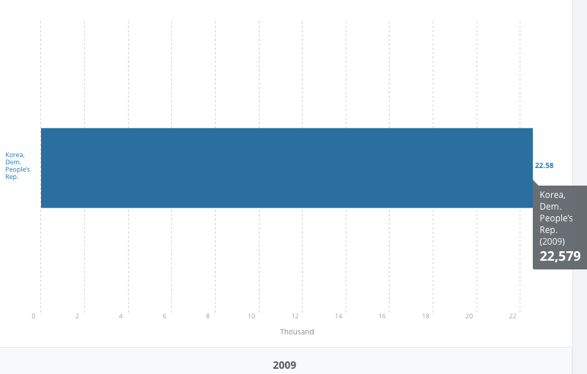 Korea,
Dem.
People's
Rep.
22.58
Korea,
Dem.
People's
Rep.
(2009)
22,579
0 2 4 6 8 10 12 14 16 18 20 22
Thousand
2009